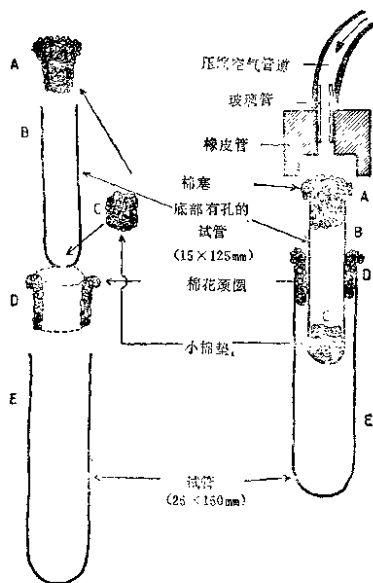 A
B
C
D
E
压缩空气管道
玻璃管
橡皮管
棉塞
底部有孔的
试管
(15×125mm)
棉花颈圈
小棉垫
试管
(25×150mm)
A
B
D
C
E